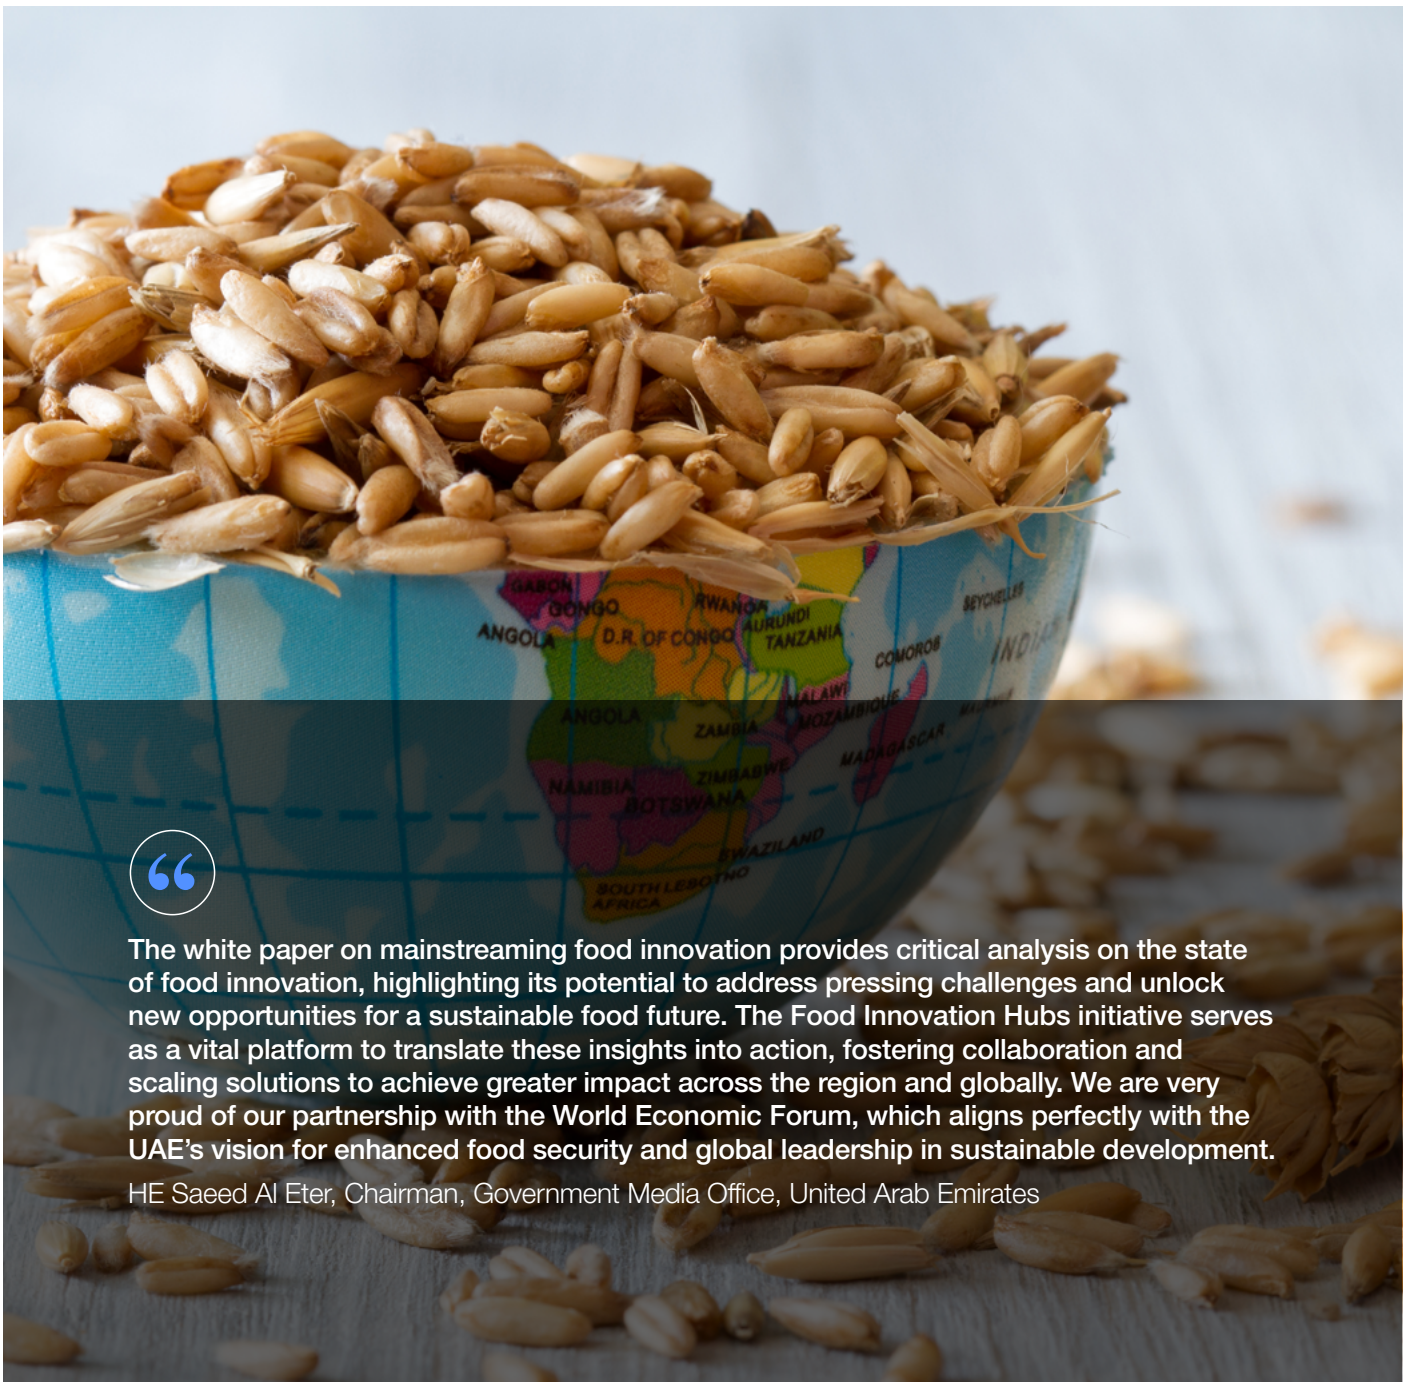 GABON
CONGO
RWANDA
SEYCHELLES
ANGOLA
D.R. OF CONGO
AURUNDI
TANZANIA
COMOROS
INDIA
MALAWI
ANGOLA
ZAMBIA
MOZAMBIQUE
MADAGASCAR
ZIMBABWE
NAMIBIA
BOTSWANA
SWAZILAND
SOUTH LESOTHO
AFRICA
“
The white paper on mainstreaming food innovation provides critical analysis on the state
of food innovation, highlighting its potential to address pressing challenges and unlock
new opportunities for a sustainable food future. The Food Innovation Hubs initiative serves
as a vital platform to translate these insights into action, fostering collaboration and
scaling solutions to achieve greater impact across the region and globally. We are very
proud of our partnership with the World Economic Forum, which aligns perfectly with the
UAE’s vision for enhanced food security and global leadership in sustainable development.
HE Saeed Al Eter, Chairman, Government Media Office, United Arab Emirates